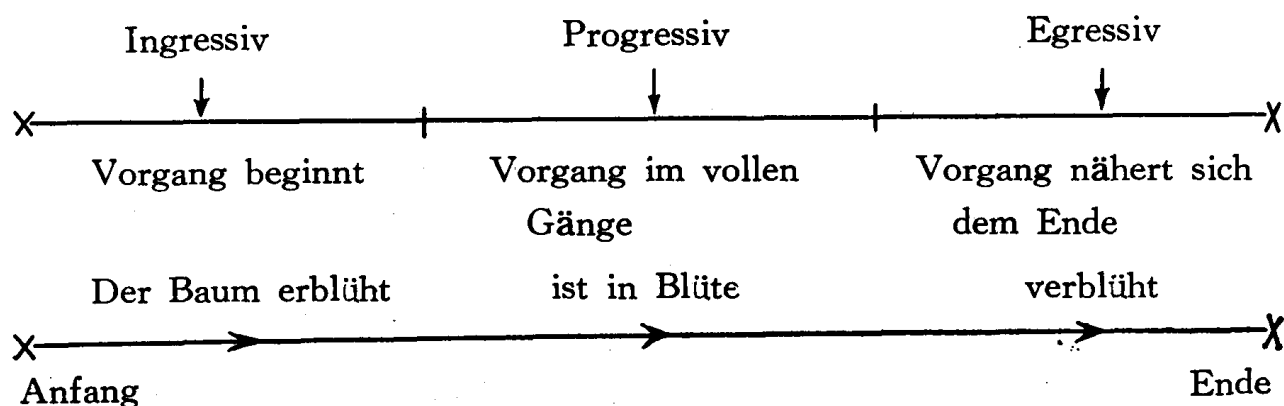 Ingressiv Progressiv Egressiv
Vorgang beginnt Vorgang im vollen Vorgang nähert sich
Gänge dem Ende
Der Baum erblüht ist in Blüte verblüht
Anfang Ende